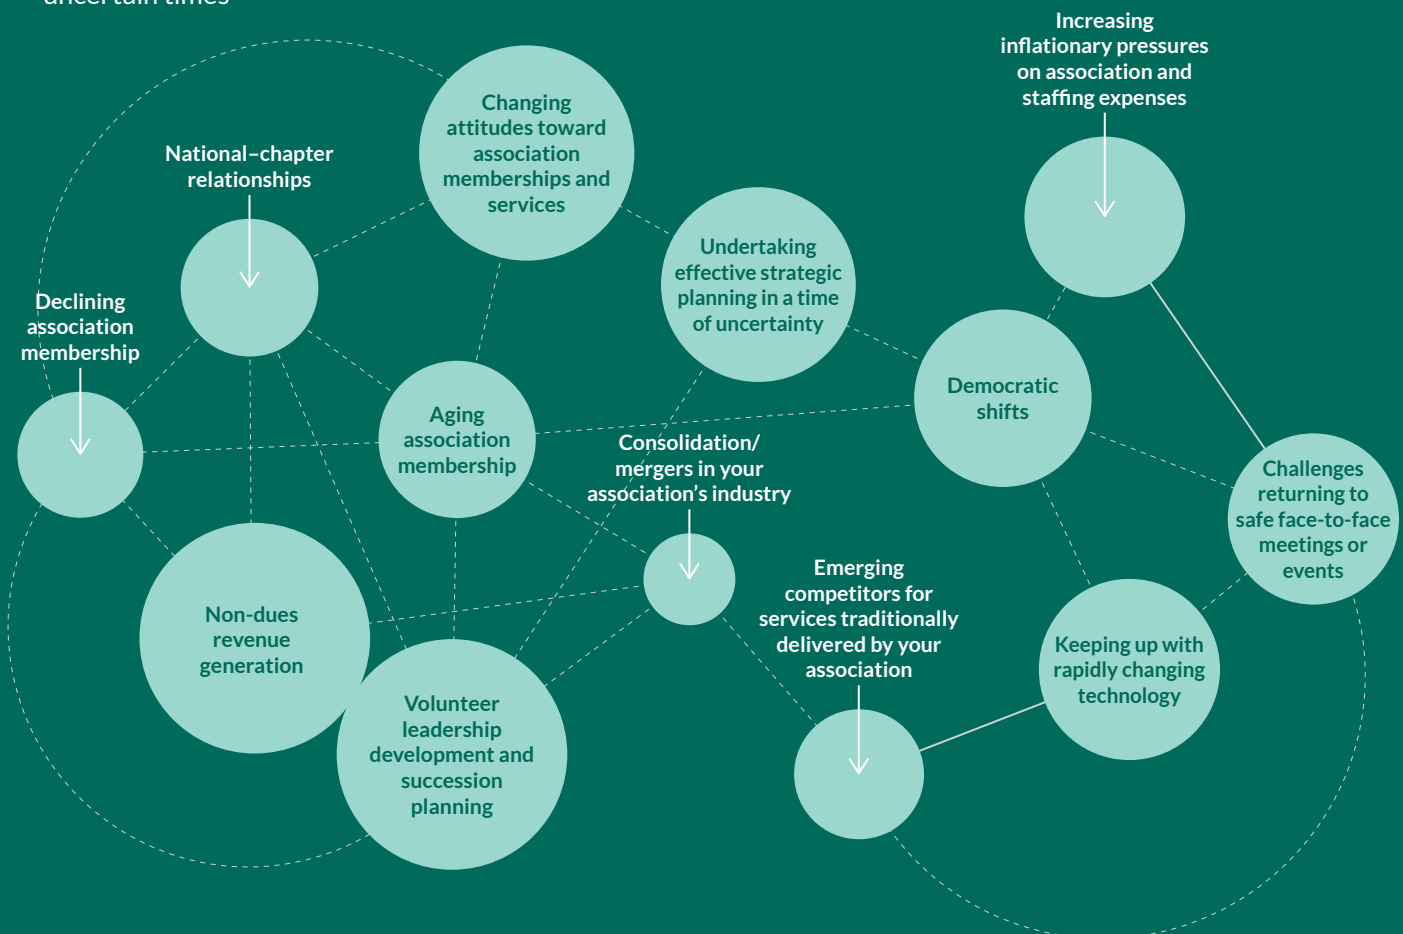 uncertain times
Increasing
inflationary pressures
on association and
staffing expenses
Changing
attitudes toward
association
memberships and
services
National–chapter
relationships
Undertaking
effective strategic
planning in a time
of uncertainty
Declining
association
membership
Democratic
shifts
Aging
association
membership
Consolidation/
mergers in your
association’s industry
Challenges
returning to
safe face-to-face
meetings or
events
Emerging
competitors for
services traditionally
delivered by your
association
Non-dues
revenue
generation
Keeping up with
rapidly changing
technology
Volunteer
leadership
development and
succession
planning